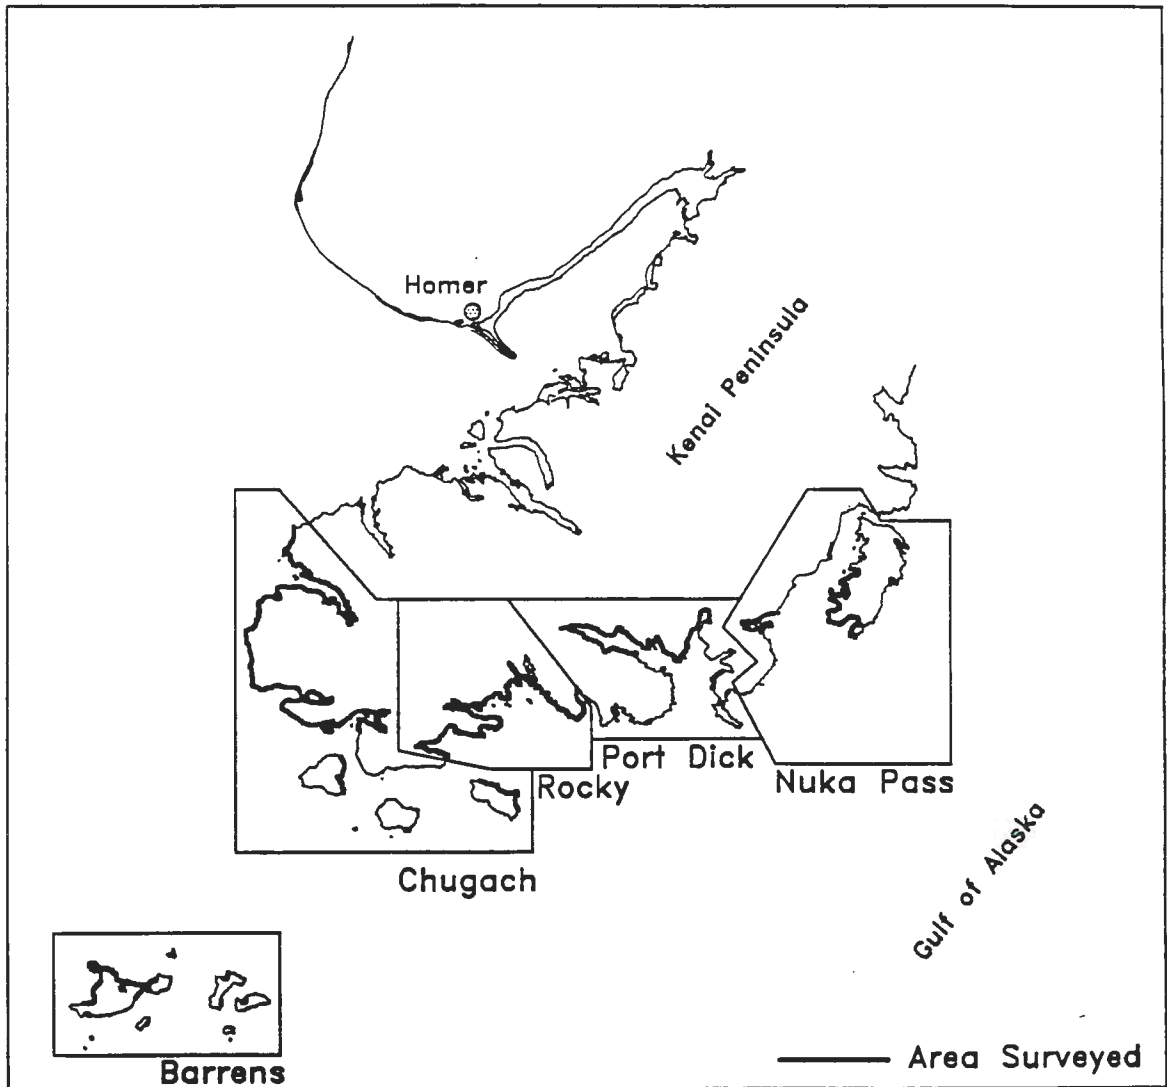 Homer
Kenai Peninsula
Port Dick
Nuka Pass
Rocky
Chugach
Gulf of Alaska
Barrens
Area Surveyed